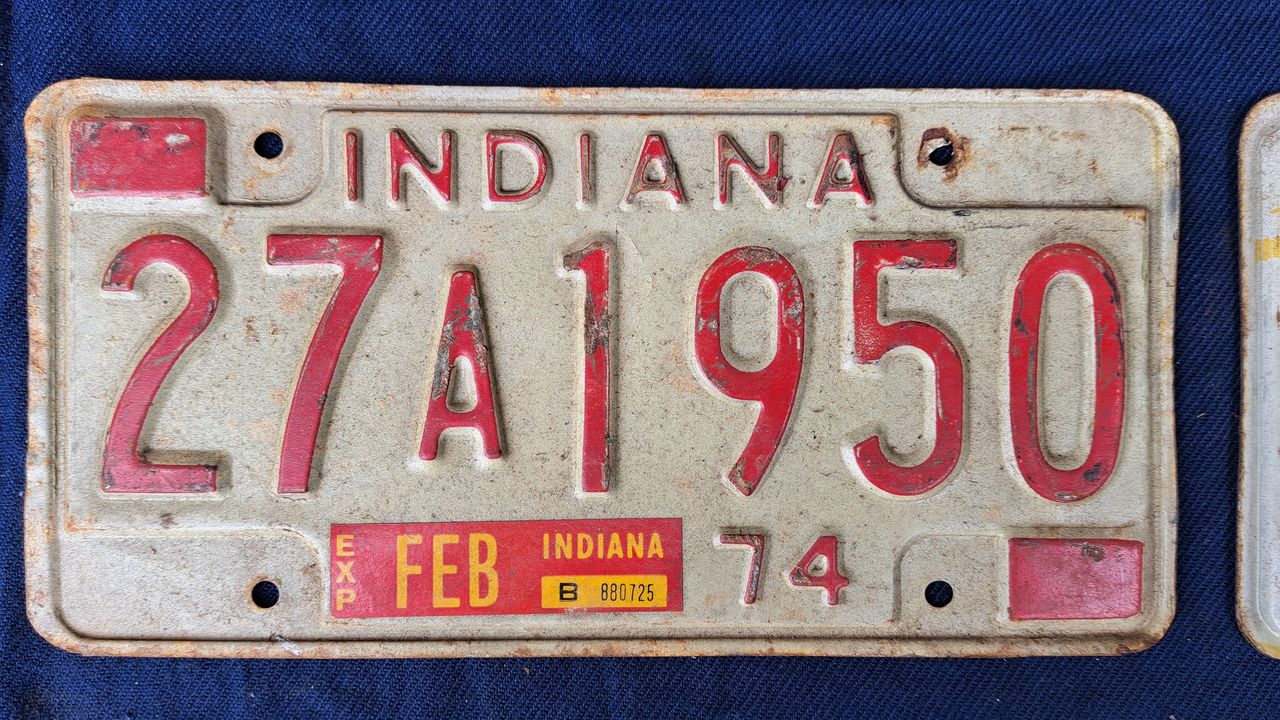 INDIANA
27A1950
EXP FEB INDIANA 74
B 880725